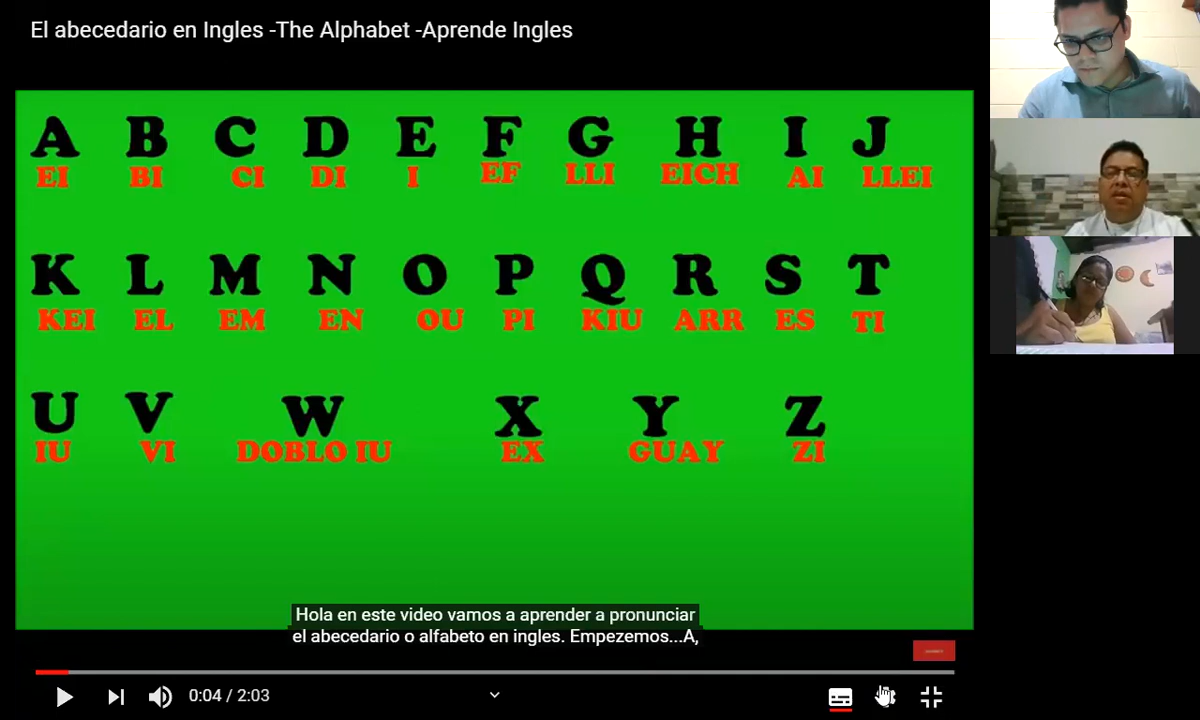 El abecedario en Ingles -The Alphabet -Aprende Ingles
A B C D E F G H I J
EI BI CI DI I EF LLI EICH AI LLEI
K L M N O P Q R S T
KEI EL EM EN OU PI KIU ARR ES TI
U V W X Y Z
IU VI DOBLO IU EX GUAY ZI
Hola en este video vamos a aprender a pronunciar
el abecedario o alfabeto en ingles. Empezemos...A,
0:04 / 2:03